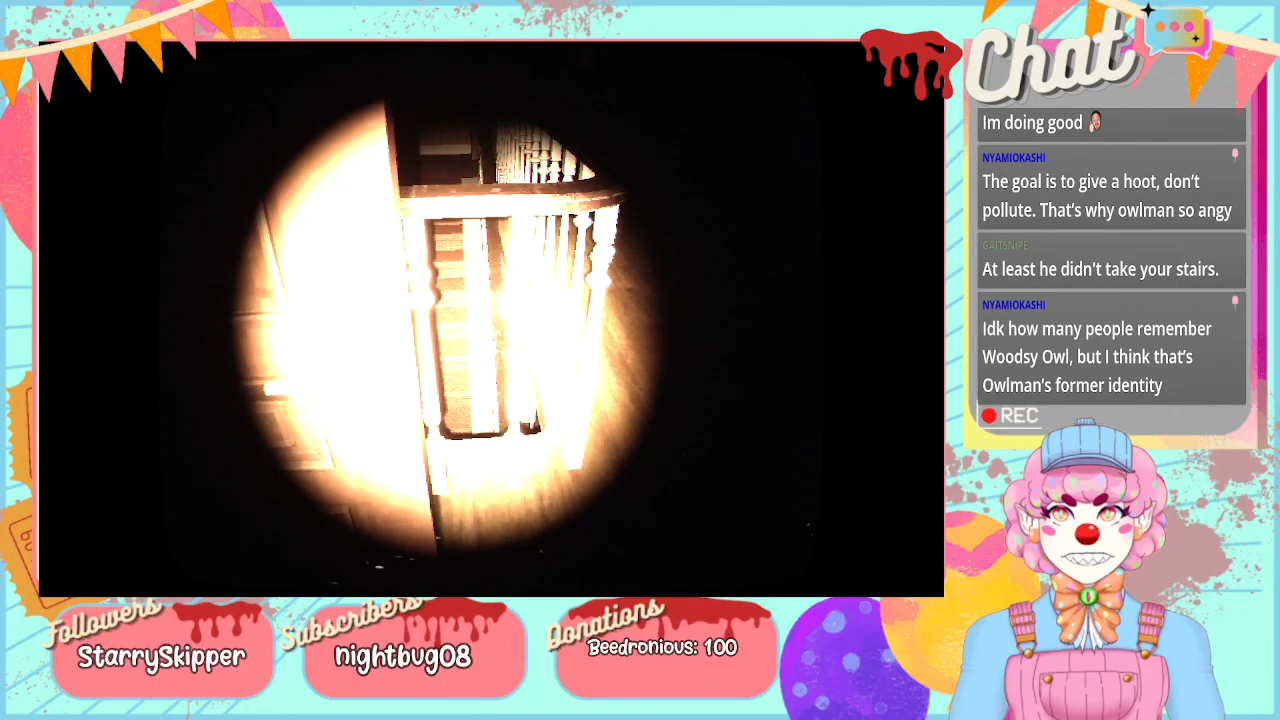 Chat
Im doing good
NYAMIOKASHI
The goal is to give a hoot, don't
pollute. That's why owlman so angy
GAITSNIPE
At least he didn't take your stairs.
NYAMIOKASHI
Idk how many people remember
Woodsy Owl, but I think that's
Owlman's former identity
REC
Followers
StarrySkipper
Subscribers
nightbug08
Donations
Beedronious: 100